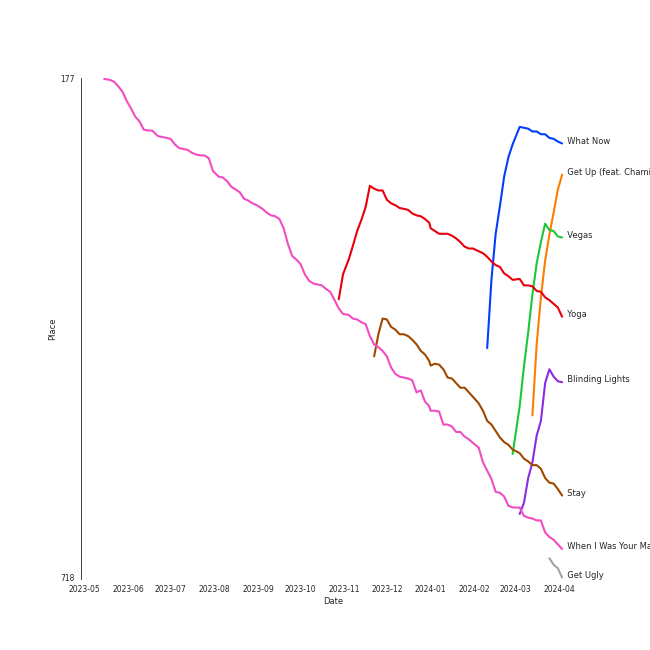 177
What Now
Get Up (feat. Chami
Vegas
Yoga
Place
Blinding Lights
Stay
When I Was Your Ma
Get Ugly
718
2023-05 2023-06 2023-07 2023-08 2023-09 2023-10 2023-11 2023-12 2024-01 2024-02 2024-03 2024-04
Date